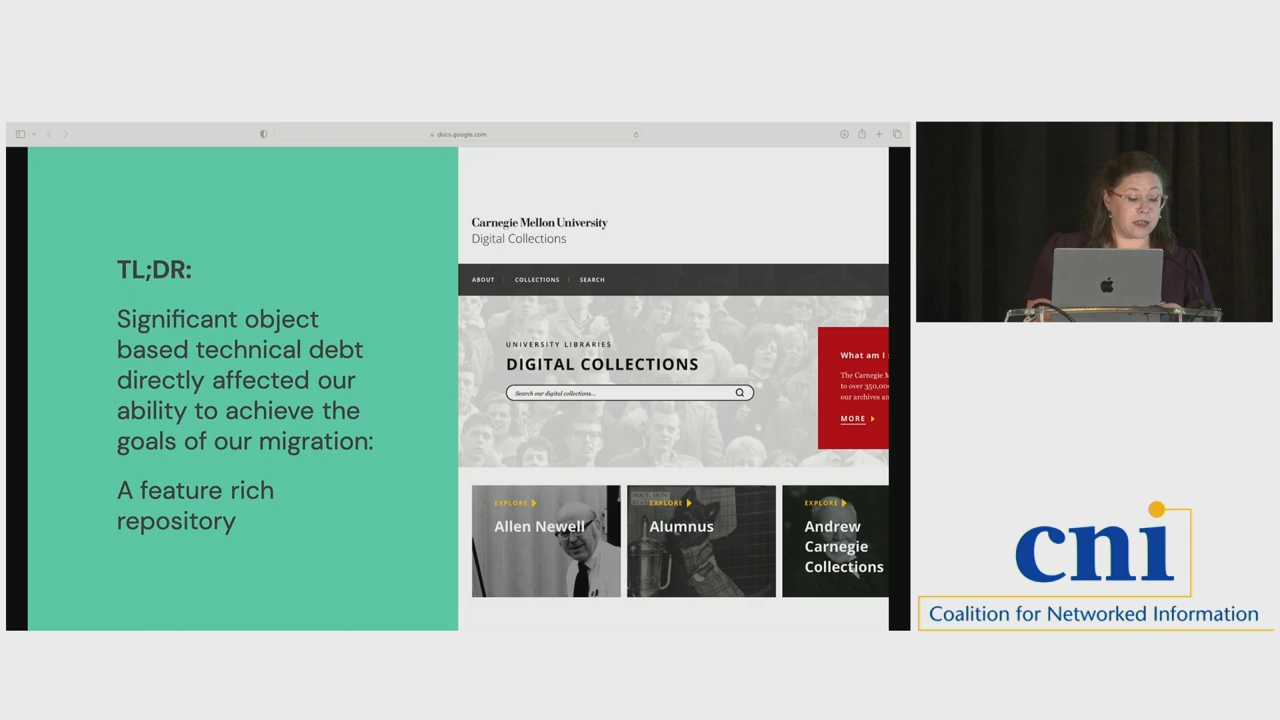 docs.google.com
TL;DR:
Significant object
based technical debt
directly affected our
ability to achieve the
goals of our migration:
A feature rich
repository
Carnegie Mellon University
Digital Collections
ABOUT
COLLECTIONS
SEARCH
UNIVERSITY LIBRARIES
DIGITAL COLLECTIONS
Search our digital collections...
What am I
The Carnegie M
to over 350,00
our archives an
MORE
EXPLORE
Allen Newell
EXPLORE
Alumnus
EXPLORE
Andrew
Carnegie
Collections
cni
Coalition for Networked Information